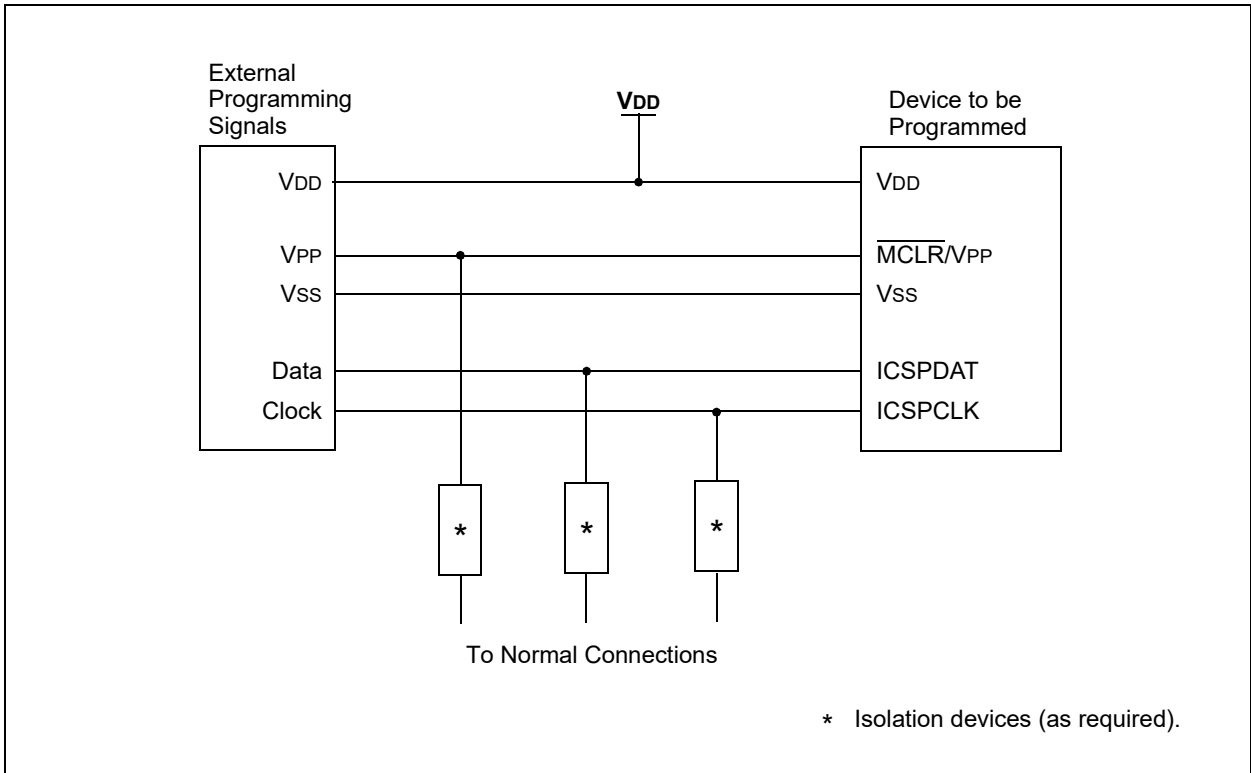 External
Programming
Signals
VDD
Device to be
Programmed
VDD
VPP
VSS
Data
Clock
VDD
MCLR/VPP
VSS
ICSPDAT
ICSPCLK
*
*
*
To Normal Connections
* Isolation devices (as required).